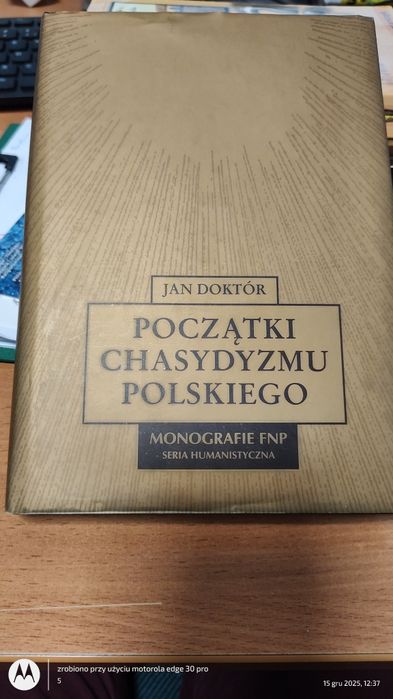 JAN DOKTÓR
POCZĄTKI
CHASYDYZMU
POLSKIEGO
MONOGRAFIE FNP
SERIA HUMANISTYCZNA
zrobiono przy użyciu motorola edge 30 pro
5
15 gru 2025, 12:37